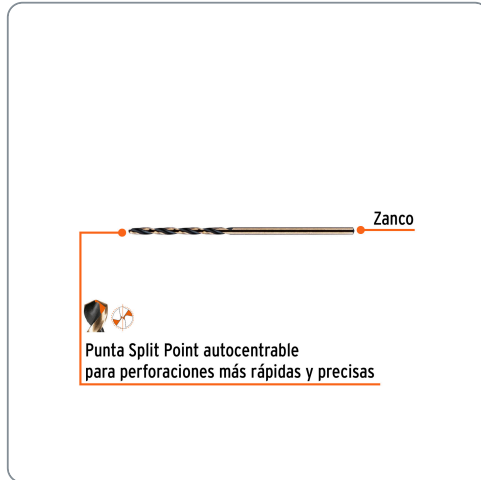 Zanco
Punta Split Point autocentrable
para perforaciones más rápidas y precisas